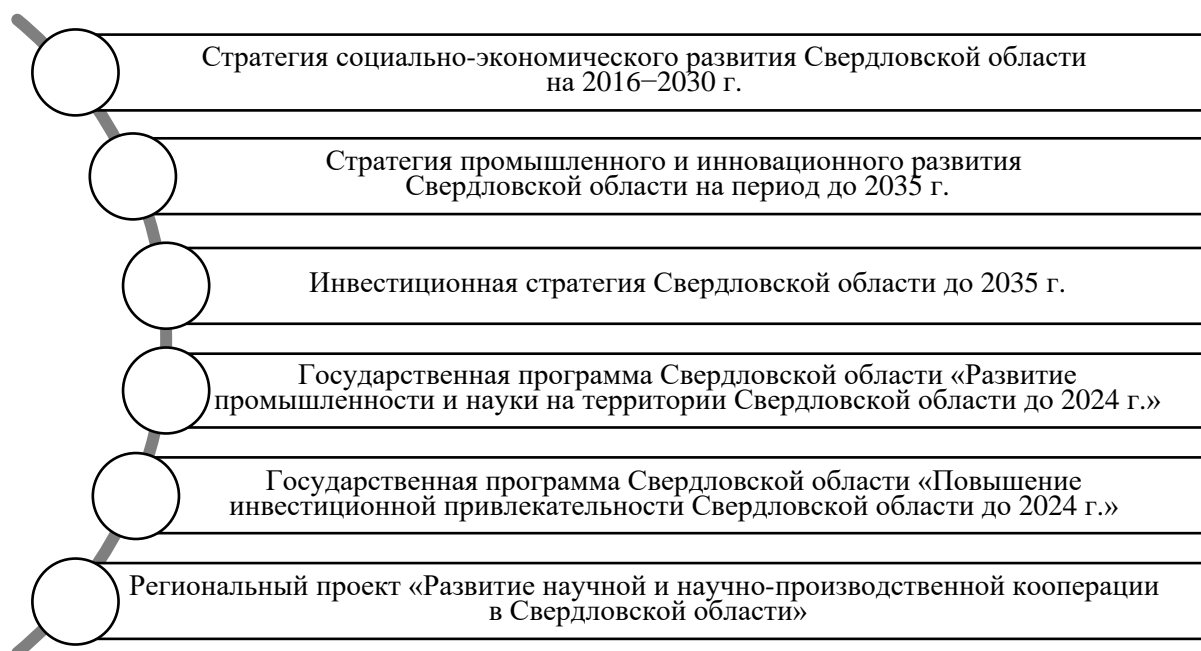 Стратегия социально-экономического развития Свердловской области
на 2016−2030 г.
Стратегия промышленного и инновационного развития
Свердловской области на период до 2035 г.
Инвестиционная стратегия Свердловской области до 2035 г.
Государственная программа Свердловской области «Развитие
промышленности и науки на территории Свердловской области до 2024 г.»
Государственная программа Свердловской области «Повышение
инвестиционной привлекательности Свердловской области до 2024 г.»
Региональный проект «Развитие научной и научно-производственной кооперации
в Свердловской области»